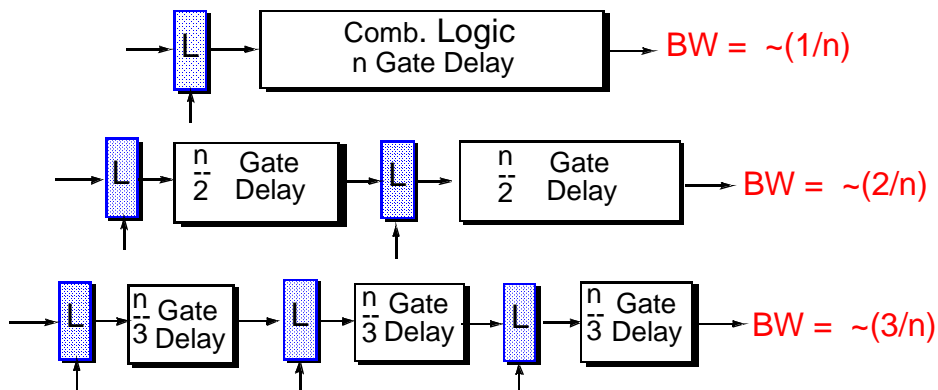 L
Comb. Logic
n Gate Delay
BW = ~(1/n)
L
n
--
2
Gate
Delay
L
n
--
2
Gate
Delay
BW = ~(2/n)
L
n
--
3
Gate
Delay
L
n
--
3
Gate
Delay
L
n
--
3
Gate
Delay
BW = ~(3/n)